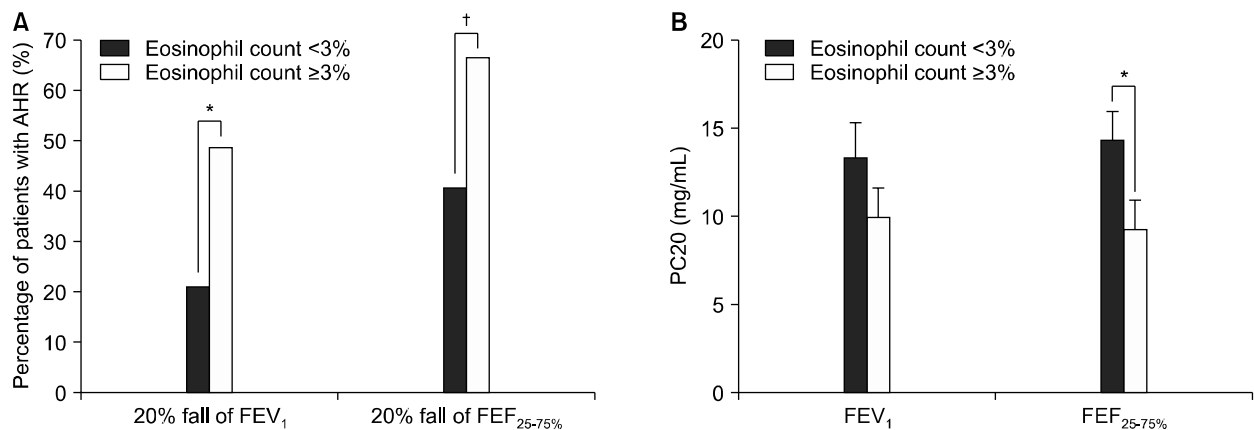 A
Percentage of patients with AHR (%)
70
60
50
40
30
20
10
0
Eosinophil count <3%
Eosinophil count ≥3%
*
†
20% fall of FEV1
20% fall of FEF25-75%
B
PC20 (mg/mL)
20
15
10
5
0
Eosinophil count <3%
Eosinophil count ≥3%
*
FEV1
FEF25-75%